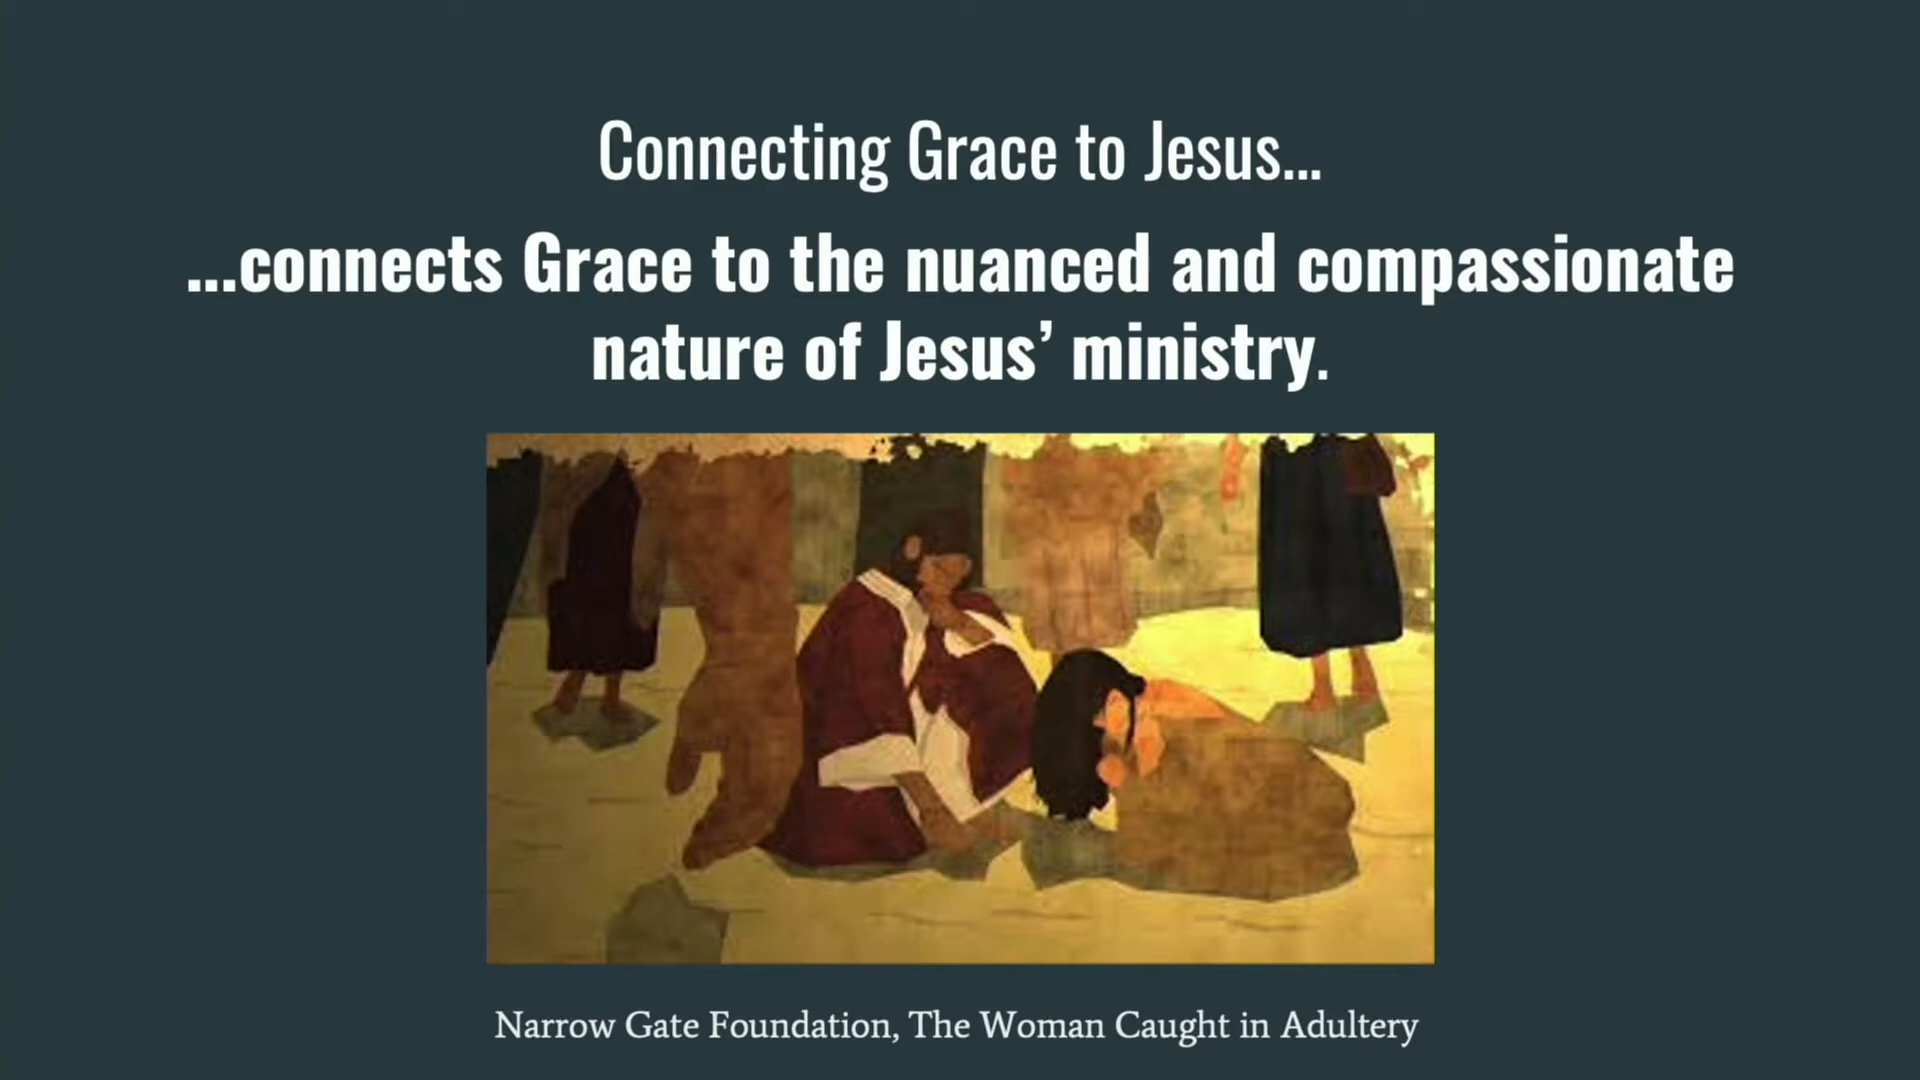 Connecting Grace to Jesus...
...connects Grace to the nuanced and compassionate
nature of Jesus’ ministry.
Narrow Gate Foundation, The Woman Caught in Adultery